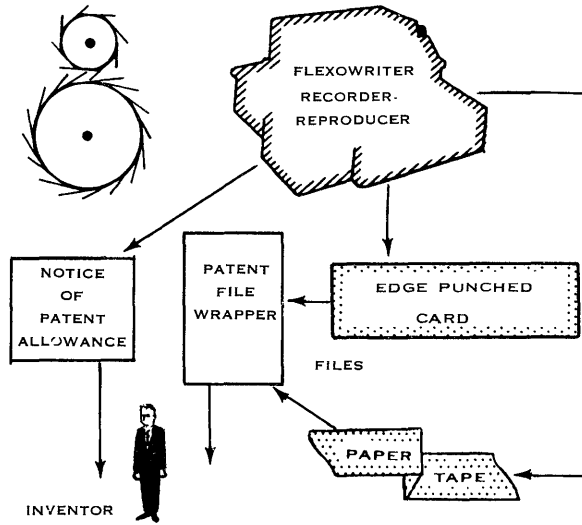 FLEXOWRITER
RECORDER-
REPRODUCER
NOTICE
OF
PATENT
ALLOWANCE
PATENT
FILE
WRAPPER
EDGE PUNCHED
CARD
FILES
PAPER
TAPE
INVENTOR